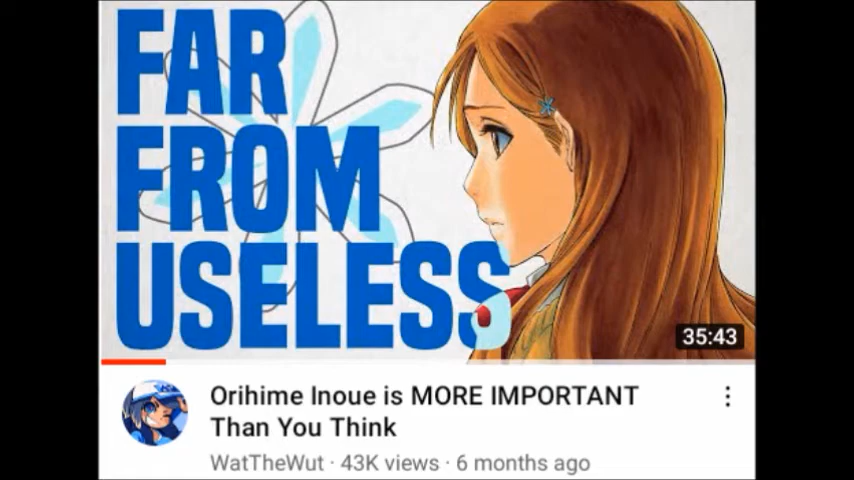 FAR
FROM
USELESS
35:43
Orihime Inoue is MORE IMPORTANT
Than You Think
WatTheWut · 43K views · 6 months ago